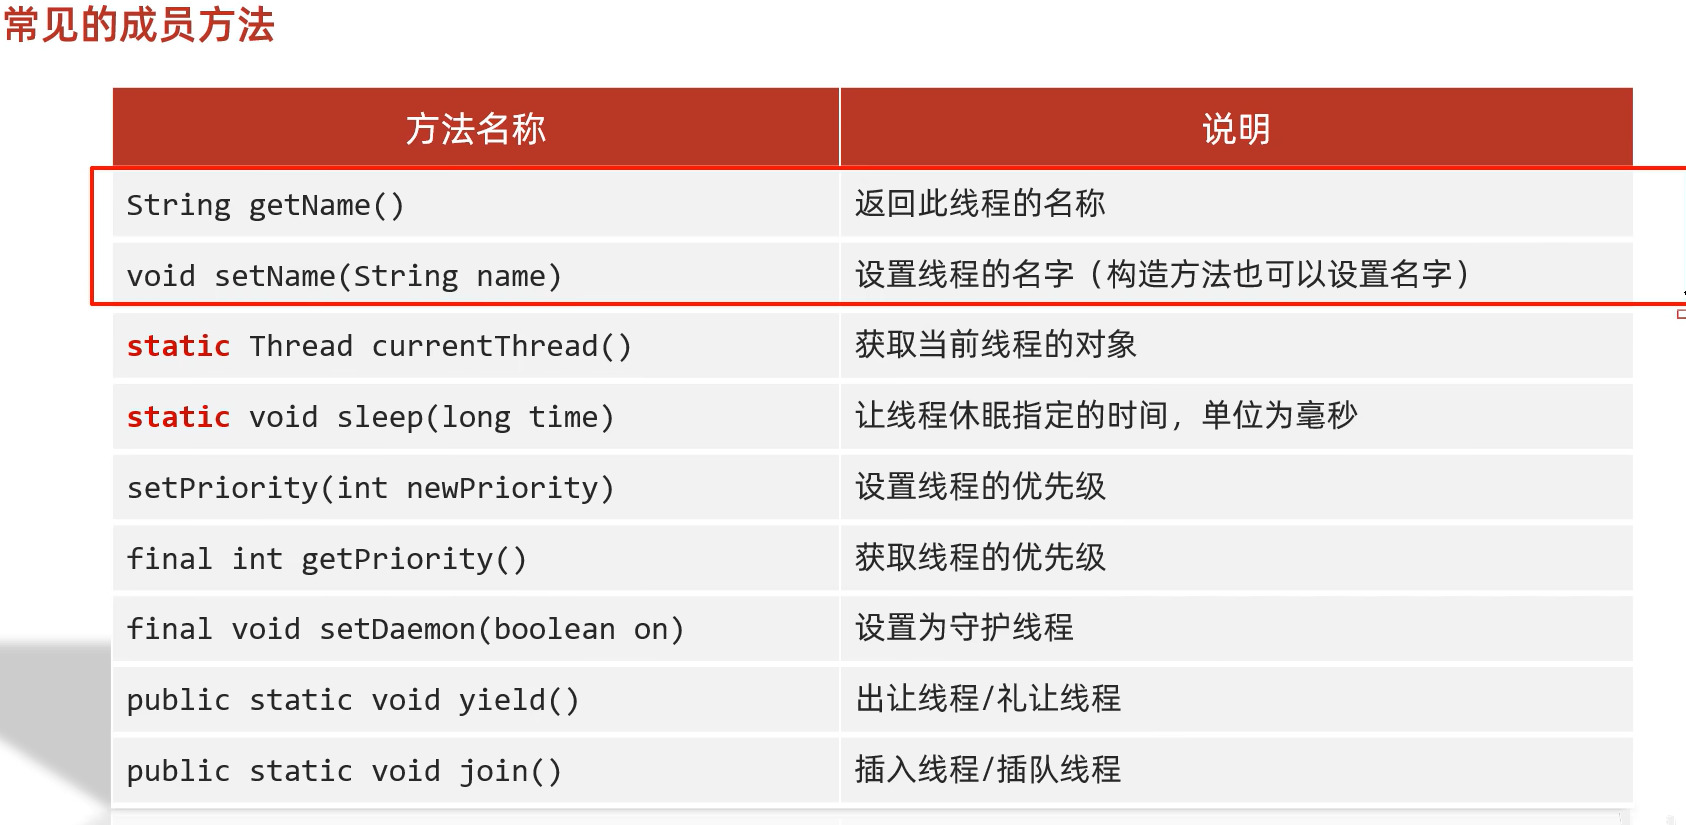 常见的成员方法
方法名称 说明
String getName() 返回此线程的名称
void setName(String name) 设置线程的名字（构造方法也可以设置名字）
static Thread currentThread() 获取当前线程的对象
static void sleep(long time) 让线程休眠指定的时间，单位为毫秒
setPriority(int newPriority) 设置线程的优先级
final int getPriority() 获取线程的优先级
final void setDaemon(boolean on) 设置为守护线程
public static void yield() 出让线程/礼让线程
public static void join() 插入线程/插队线程